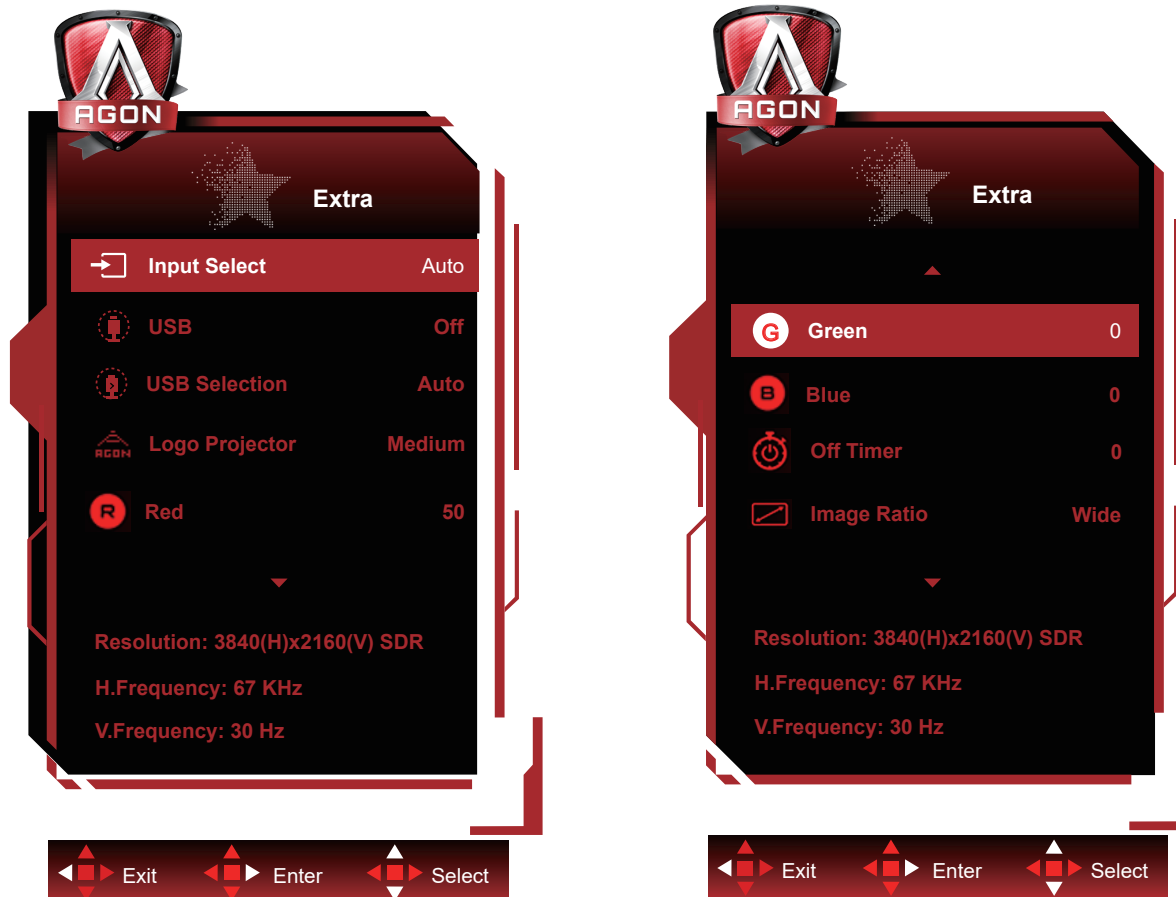 AGON
Extra
Input Select Auto
USB Off
USB Selection Auto
AGON Logo Projector Medium
R Red 50
Resolution: 3840(H)x2160(V) SDR
H.Frequency: 67 KHz
V.Frequency: 30 Hz
Exit Enter Select
AGON
Extra
G Green 0
B Blue 0
Off Timer 0
Image Ratio Wide
Resolution: 3840(H)x2160(V) SDR
H.Frequency: 67 KHz
V.Frequency: 30 Hz
Exit Enter Select